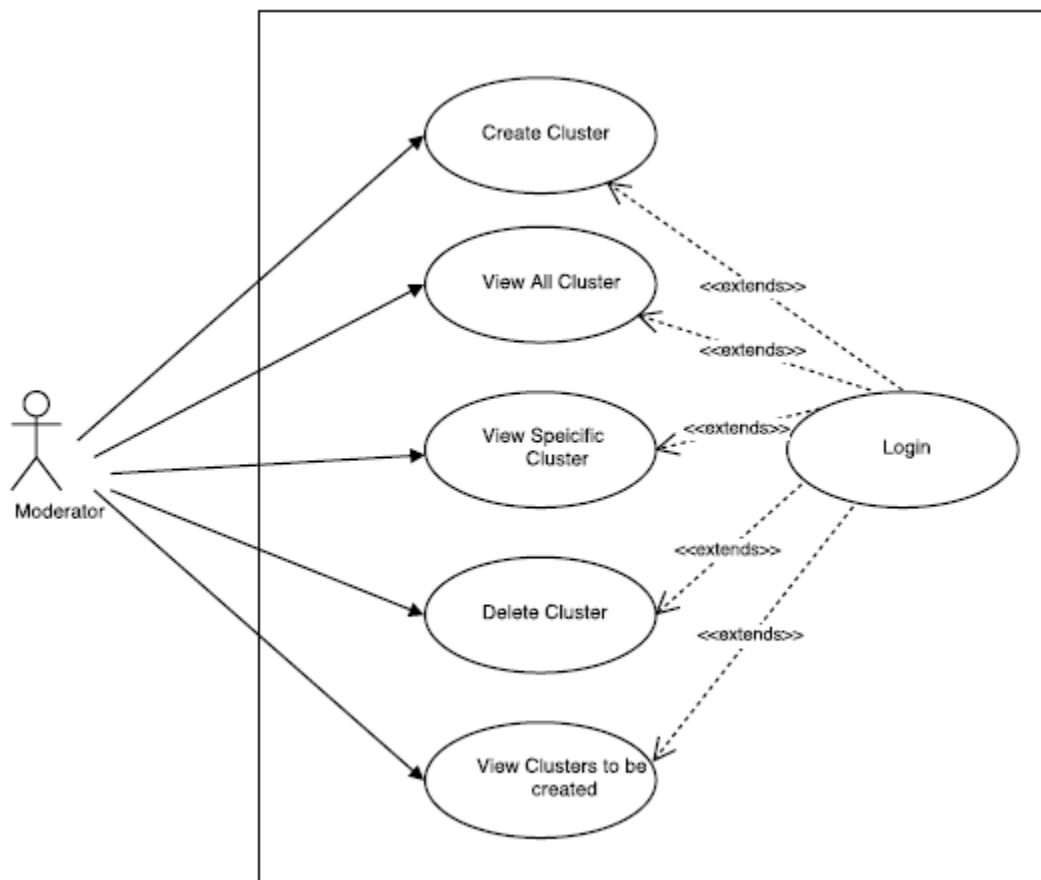 Create Cluster
View All Cluster
<<extends>>
<<extends>>
View Speicific
Cluster
<<extends>>
Login
Moderator
<<extends>>
Delete Cluster
<<extends>>
View Clusters to be
created